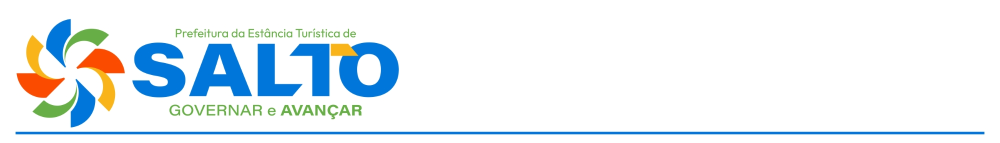 Prefeitura da Estância Turística de
SALTO
GOVERNAR e AVANÇAR